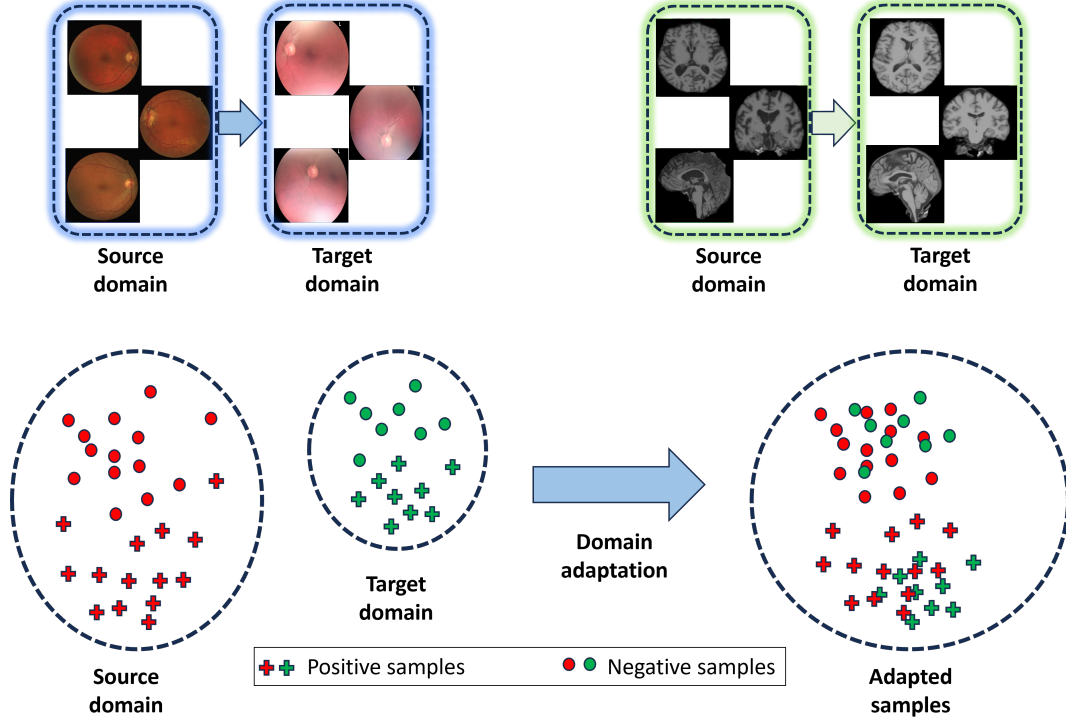 Source
domain
Target
domain
Source
domain
Target
domain
Domain
adaptation
Target
domain
Positive samples
Negative samples
Source
domain
Adapted
samples